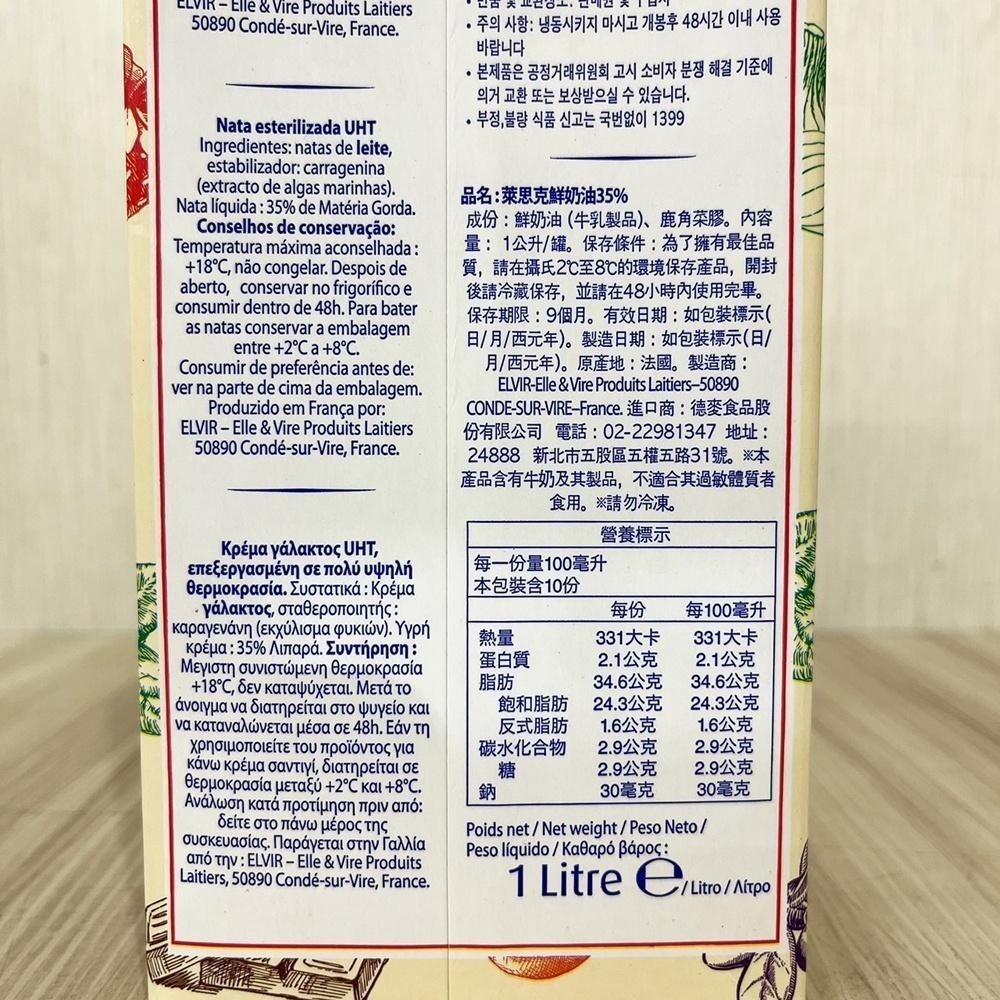 ELVIR – Elle & Vire Produits Laitiers
50890 Condé-sur-Vire, France.
Nata esterilizada UHT
Ingredientes: natas de leite,
estabilizador: carragenina
(extracto de algas marinhas).
Nata líquida : 35% de Matéria Gorda.
Conselhos de conservação:
Temperatura máxima aconselhada :
+18°C, não congelar. Despois de
aberto, conservar no frigorífico e
consumir dentro de 48h. Para bater
as natas conservar a embalagem
entre +2°C a +8°C.
Consumir de preferência antes de:
ver na parte de cima da embalagem.
Produzido em França por:
ELVIR – Elle & Vire Produits Laitiers
50890 Condé-sur-Vire, France.
Κρέμα γάλακτος UHT,
επεξεργασμένη σε πολύ υψηλή
θερμοκρασία. Συστατικά : Κρέμα
γάλακτος, σταθεροποιητής :
καραγενάνη (εκχύλισμα φυκιών). Υγρή
κρέμα : 35% Λιπαρά. Συντήρηση :
Μεγιστη συνιστώμενη θερμοκρασία
+18°C, δεν καταψύχεται. Μετά το
άνοιγμα να διατηρείται στο ψυγείο και
να καταναλώνεται μέσα σε 48h. Εάν τη
χρησιμοποιείτε του προϊόντος για
κάνω κρέμα σαντιγί, διατηρείται σε
θερμοκρασία μεταξύ +2°C και +8°C.
Ανάλωση κατά προτίμηση πριν από:
δείτε στο πάνω μέρος της
συσκευασίας. Παράγεται στην Γαλλία
από την : ELVIR – Elle & Vire Produits
Laitiers, 50890 Condé-sur-Vire, France.
• 주의 사항: 냉동시키지 마시고 개봉후 48시간 이내 사용
바랍니다
• 본제품은 공정거래위원회 고시 소비자 분쟁 해결 기준에
의거 교환 또는 보상받으실 수 있습니다.
• 부정,불량 식품 신고는 국번없이 1399
品名:萊思克鮮奶油35%
成份：鮮奶油 (牛乳製品)、鹿角菜膠。內容
量： 1公升/罐。保存條件：為了擁有最佳品
質，請在攝氏2℃至8℃的環境保存產品，開封
後請冷藏保存，並請在48小時內使用完畢。
保存期限：9個月。有效日期：如包裝標示(
日/月/西元年)。製造日期：如包裝標示(日/
月/西元年)。原產地：法國。製造商：
ELVIR-Elle & Vire Produits Laitiers–50890
CONDE-SUR-VIRE–France. 進口商：德麥食品股
份有限公司 電話：02-22981347 地址：
24888 新北市五股區五權五路31號。※本
產品含有牛奶及其製品，不適合其過敏體質者
食用。※請勿冷凍。
營養標示
每一份量100毫升
本包裝含10份
每份 每100毫升
熱量 331大卡 331大卡
蛋白質 2.1公克 2.1公克
脂肪 34.6公克 34.6公克
飽和脂肪 24.3公克 24.3公克
反式脂肪 1.6公克 1.6公克
碳水化合物 2.9公克 2.9公克
糖 2.9公克 2.9公克
鈉 30毫克 30毫克
Poids net / Net weight / Peso Neto /
Peso líquido / Καθαρό βάρος :
1 Litre ℮ / Litro / Λίτρο